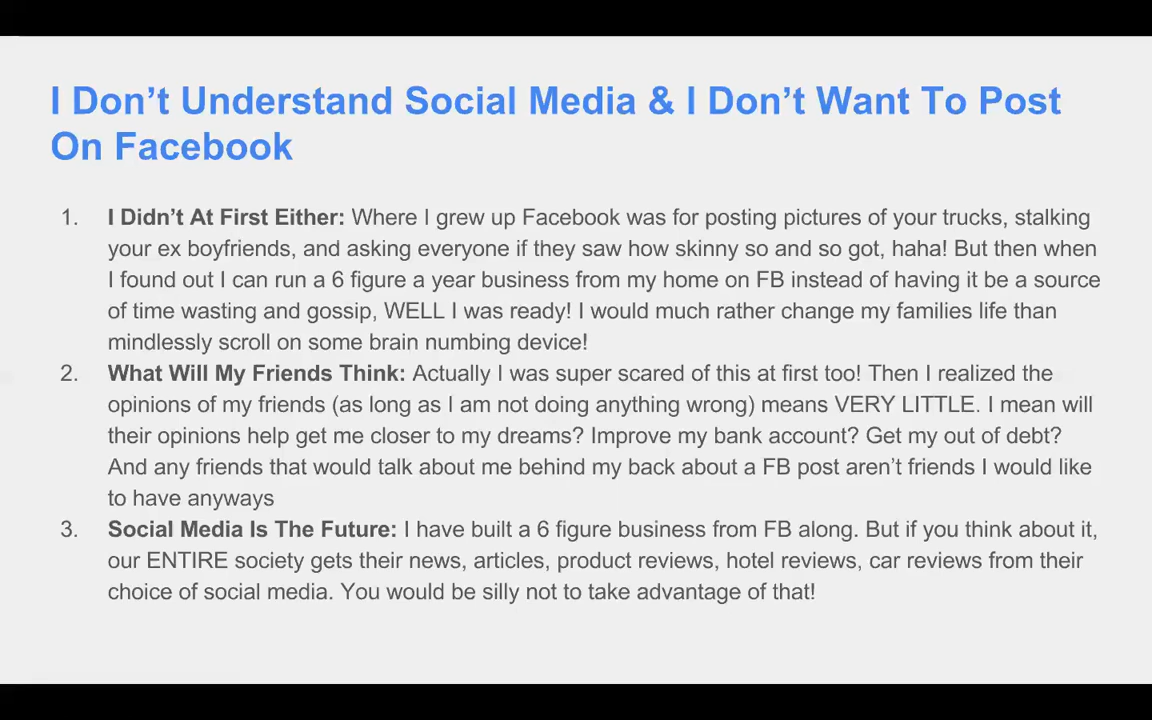 I Don’t Understand Social Media & I Don’t Want To Post
On Facebook
1. I Didn’t At First Either: Where I grew up Facebook was for posting pictures of your trucks, stalking
your ex boyfriends, and asking everyone if they saw how skinny so and so got, haha! But then when
I found out I can run a 6 figure a year business from my home on FB instead of having it be a source
of time wasting and gossip, WELL I was ready! I would much rather change my families life than
mindlessly scroll on some brain numbing device!
2. What Will My Friends Think: Actually I was super scared of this at first too! Then I realized the
opinions of my friends (as long as I am not doing anything wrong) means VERY LITTLE. I mean will
their opinions help get me closer to my dreams? Improve my bank account? Get my out of debt?
And any friends that would talk about me behind my back about a FB post aren’t friends I would like
to have anyways
3. Social Media Is The Future: I have built a 6 figure business from FB along. But if you think about it,
our ENTIRE society gets their news, articles, product reviews, hotel reviews, car reviews from their
choice of social media. You would be silly not to take advantage of that!